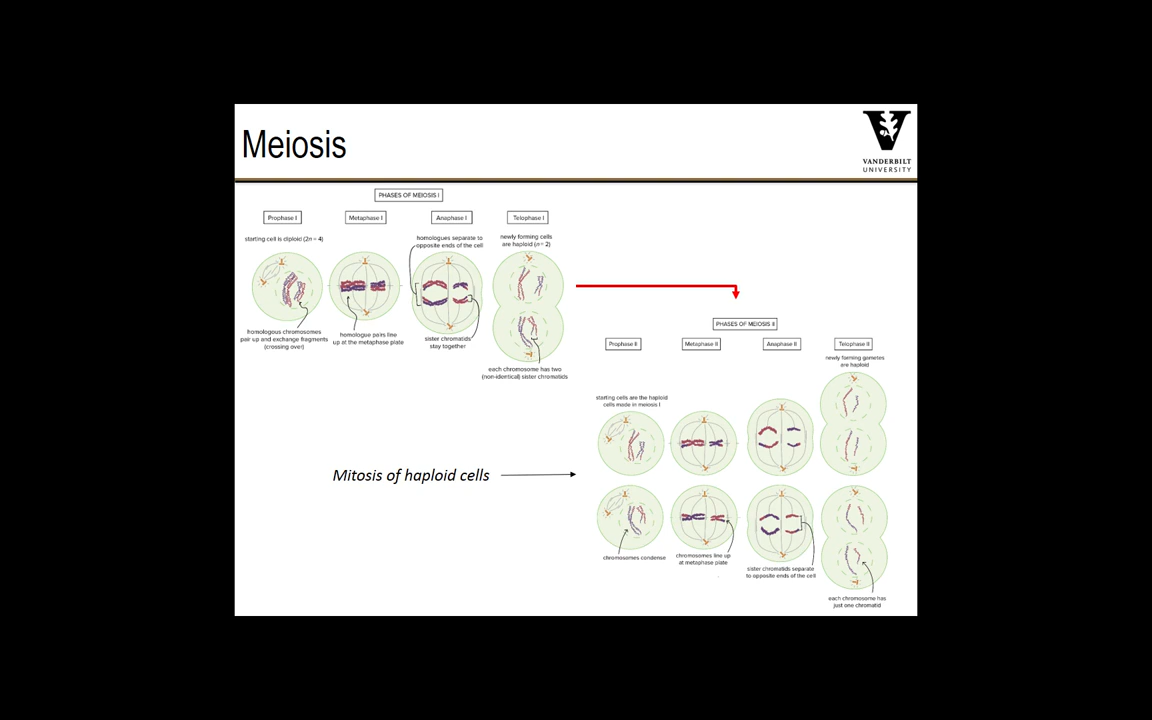 Meiosis
VANDERBILT
UNIVERSITY
PHASES OF MEIOSIS I
Prophase I
Metaphase I
Anaphase I
Telophase I
starting cell is diploid (2n = 4)
homologues separate to
opposite ends of the cell
newly forming cells
are haploid (n = 2)
homologous chromosomes
pair up and exchange fragments
(crossing over)
homologue pairs line
up at the metaphase plate
sister chromatids
stay together
each chromosome has two
(non-identical) sister chromatids
PHASES OF MEIOSIS II
Prophase II
Metaphase II
Anaphase II
Telophase II
newly forming gametes
are haploid
starting cells are the haploid
cells made in meiosis I
Mitosis of haploid cells
chromosomes condense
chromosomes line up
at metaphase plate
sister chromatids separate
to opposite ends of the cell
each chromosome has
just one chromatid